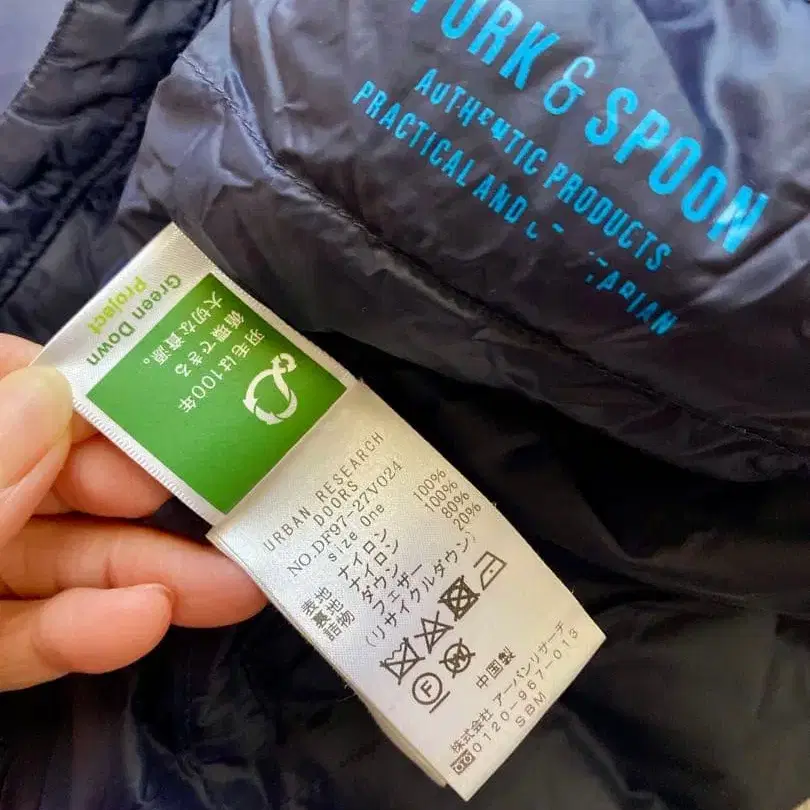 FORK & SPOON
AUTHENTIC PRODUCTS
PRACTICAL AND
Green Down
Project
羽毛は100年
循環できる
大切な資源。
URBAN RESEARCH
DOORS
NO.DF97-27V024
size one
表地 ナイロン 100%
裏地 ナイロン 100%
詰物 ダウン 80%
フェザー 20%
(リサイクルダウン)
F
W
中国製
株式会社 アーバンリサーチ
0120-967-013
SBM